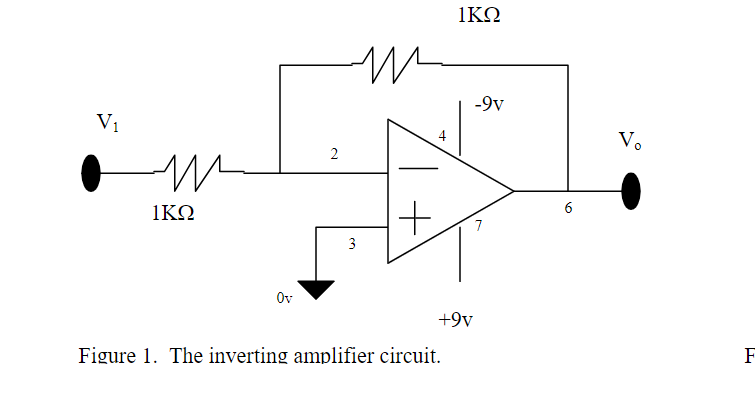 1KΩ
-9v
V1
4
Vo
2
1KΩ
6
7
3
0v
+9v
Figure 1. The inverting amplifier circuit.
F